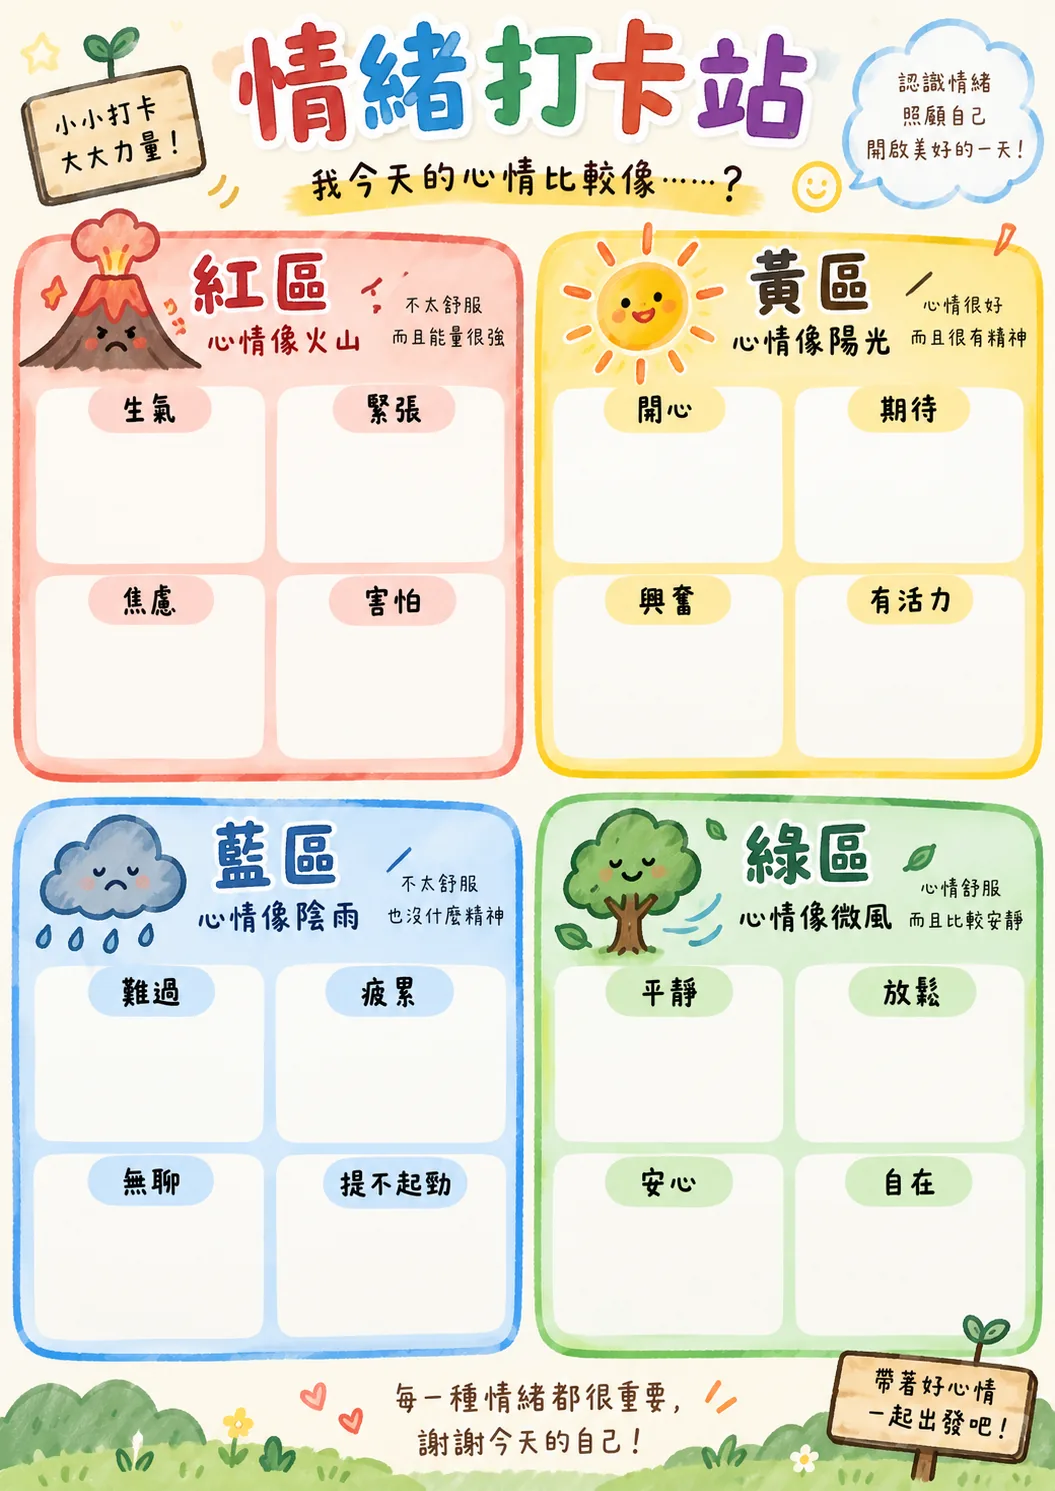 小小打卡
大大力量！
情緒打卡站
我今天的心情比較像……？
認識情緒
照顧自己
開啟美好的一天！
紅區
心情像火山
不太舒服
而且能量很強
生氣
緊張
焦慮
害怕
黃區
心情像陽光
心情很好
而且很有精神
開心
期待
興奮
有活力
藍區
心情像陰雨
不太舒服
也沒什麼精神
難過
疲累
無聊
提不起勁
綠區
心情像微風
心情舒服
而且比較安靜
平靜
放鬆
安心
自在
每一種情緒都很重要，
謝謝今天的自己！
帶著好心情
一起出發吧！